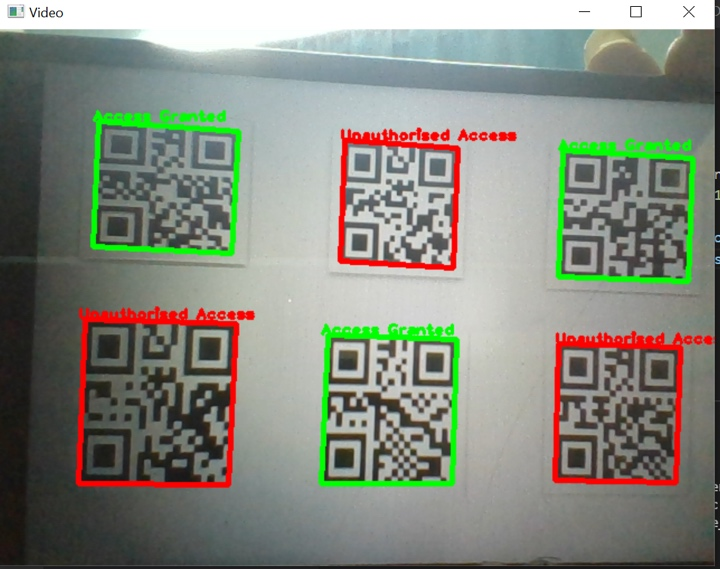 Video
Access Granted
Unauthorised Access
Access Granted
Unauthorised Access
Access Granted
Unauthorised Acce